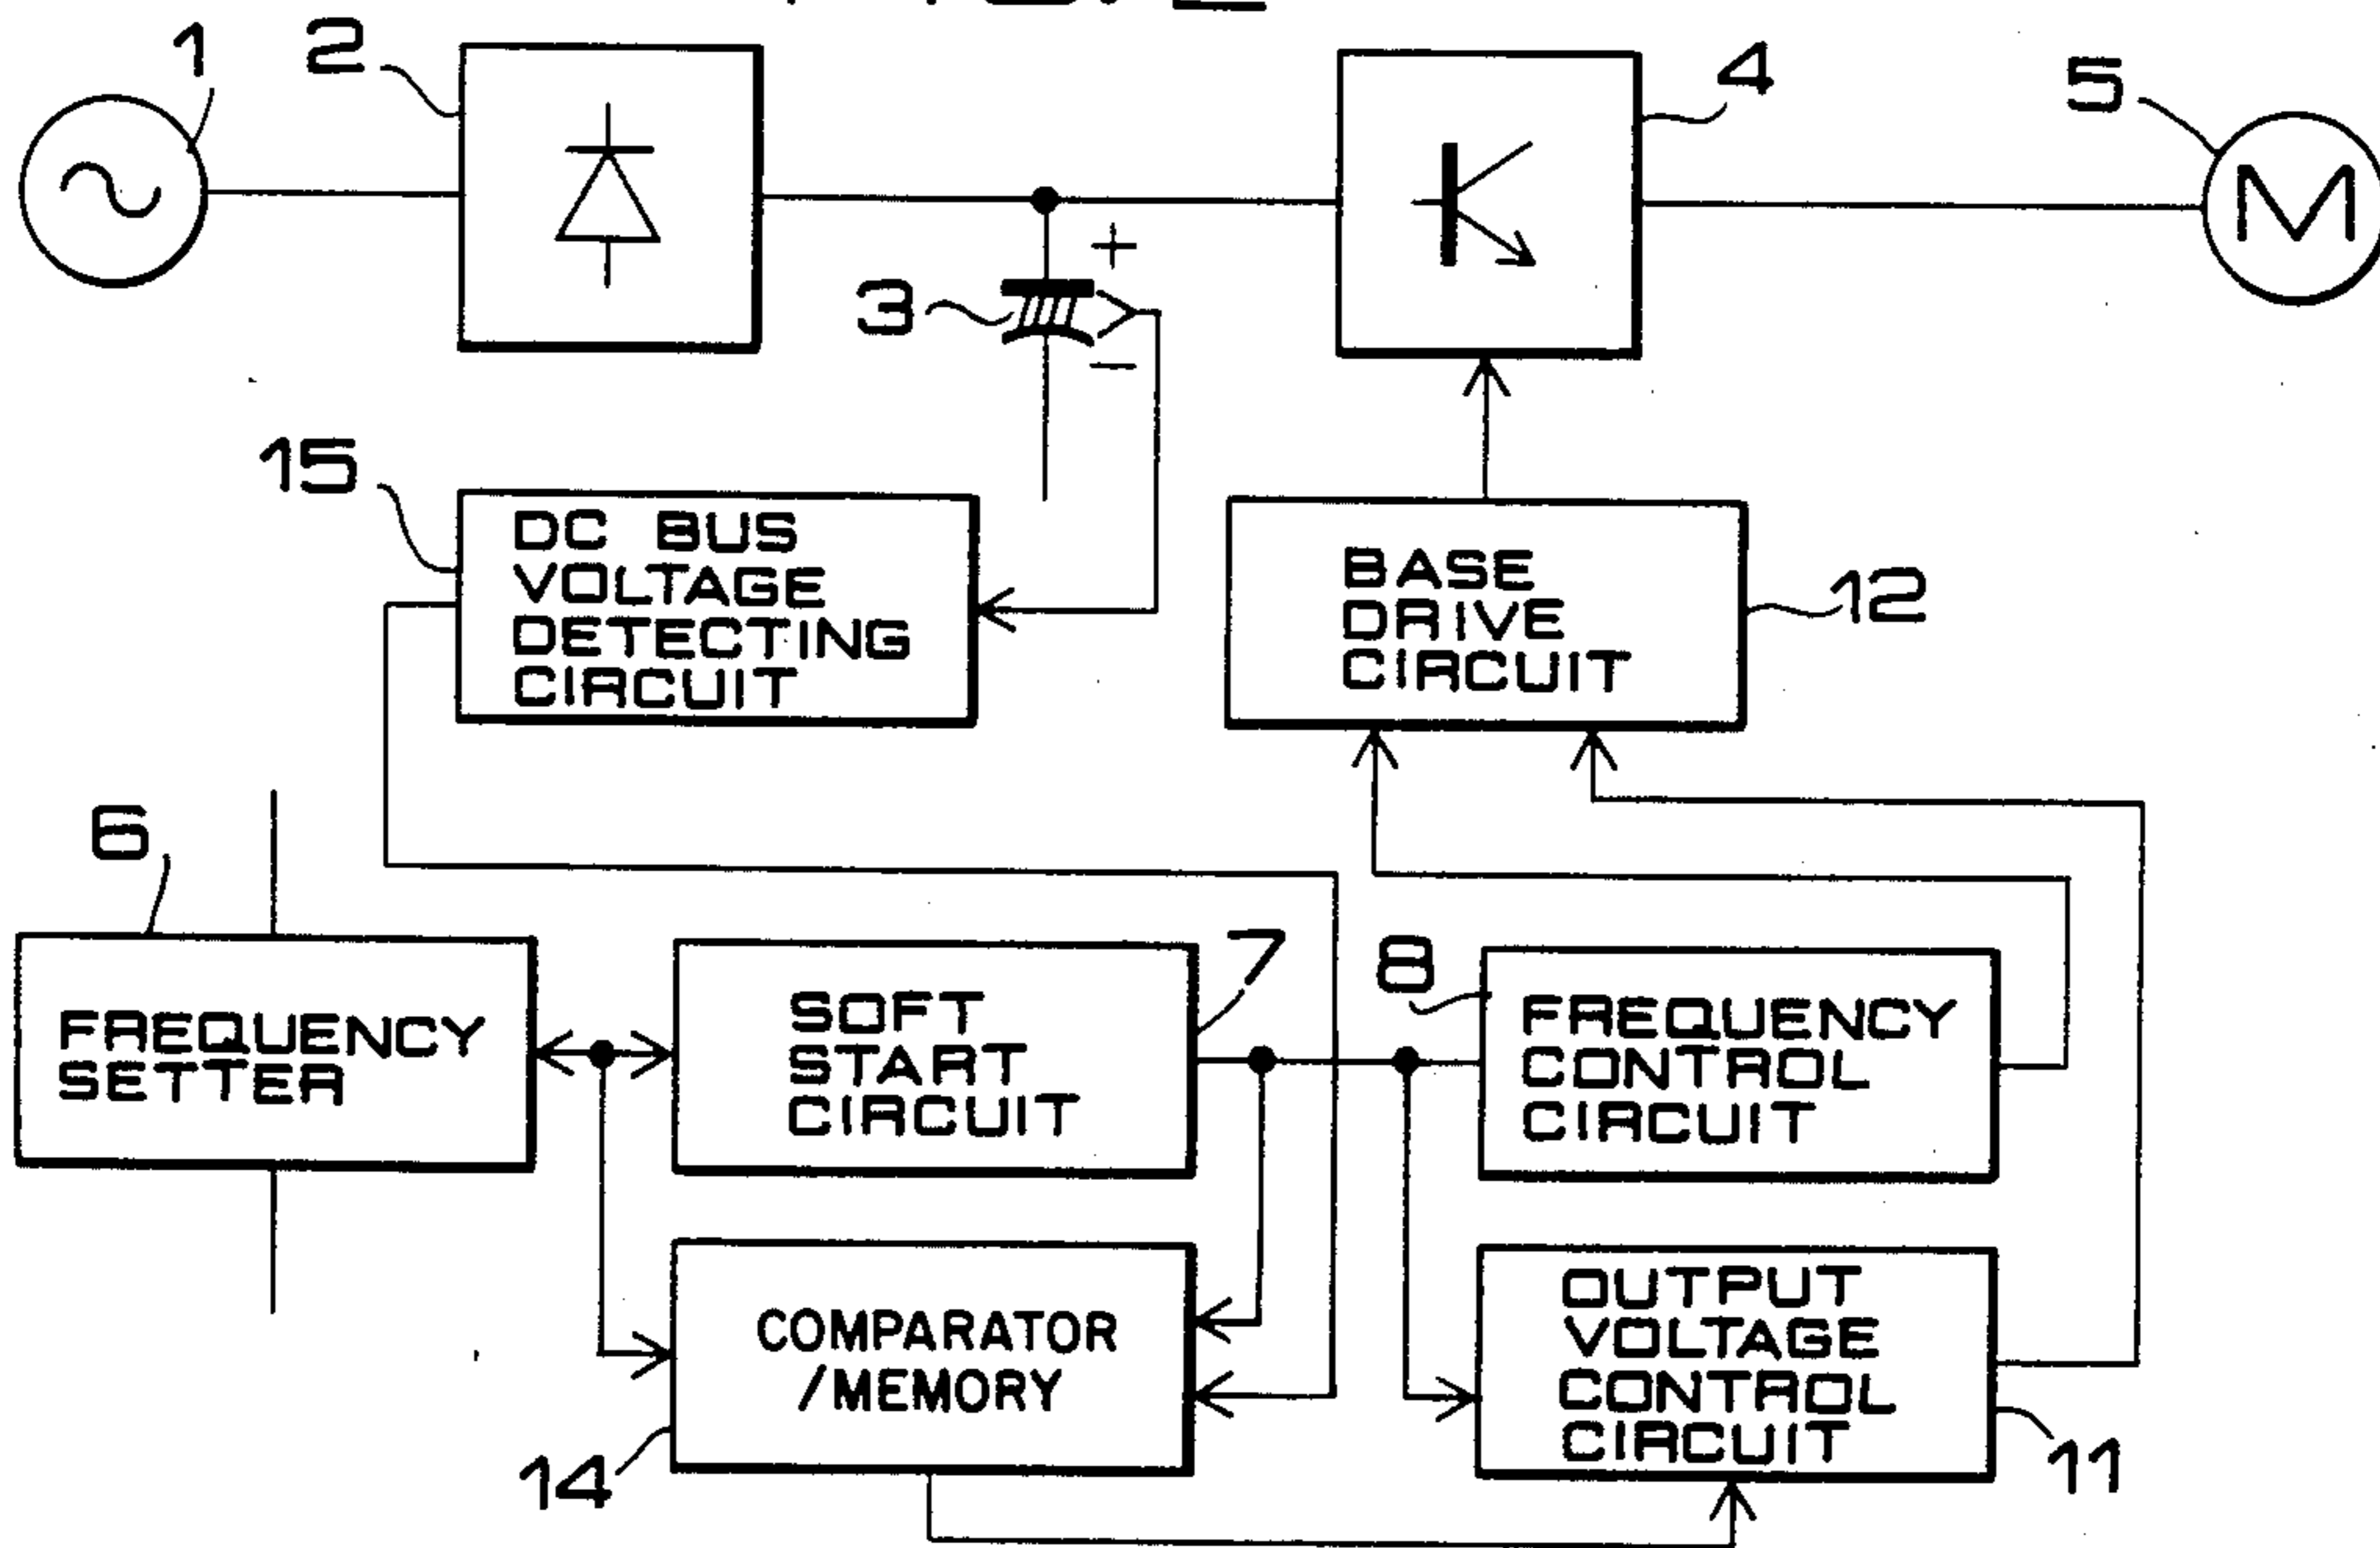 1
2
4
5
+
3
−
15
DC BUS
VOLTAGE
DETECTING
CIRCUIT
BASE
DRIVE
CIRCUIT
12
6
FREQUENCY
SETTER
SOFT
START
CIRCUIT
7
8
FREQUENCY
CONTROL
CIRCUIT
COMPARATOR
/MEMORY
14
OUTPUT
VOLTAGE
CONTROL
CIRCUIT
11
M